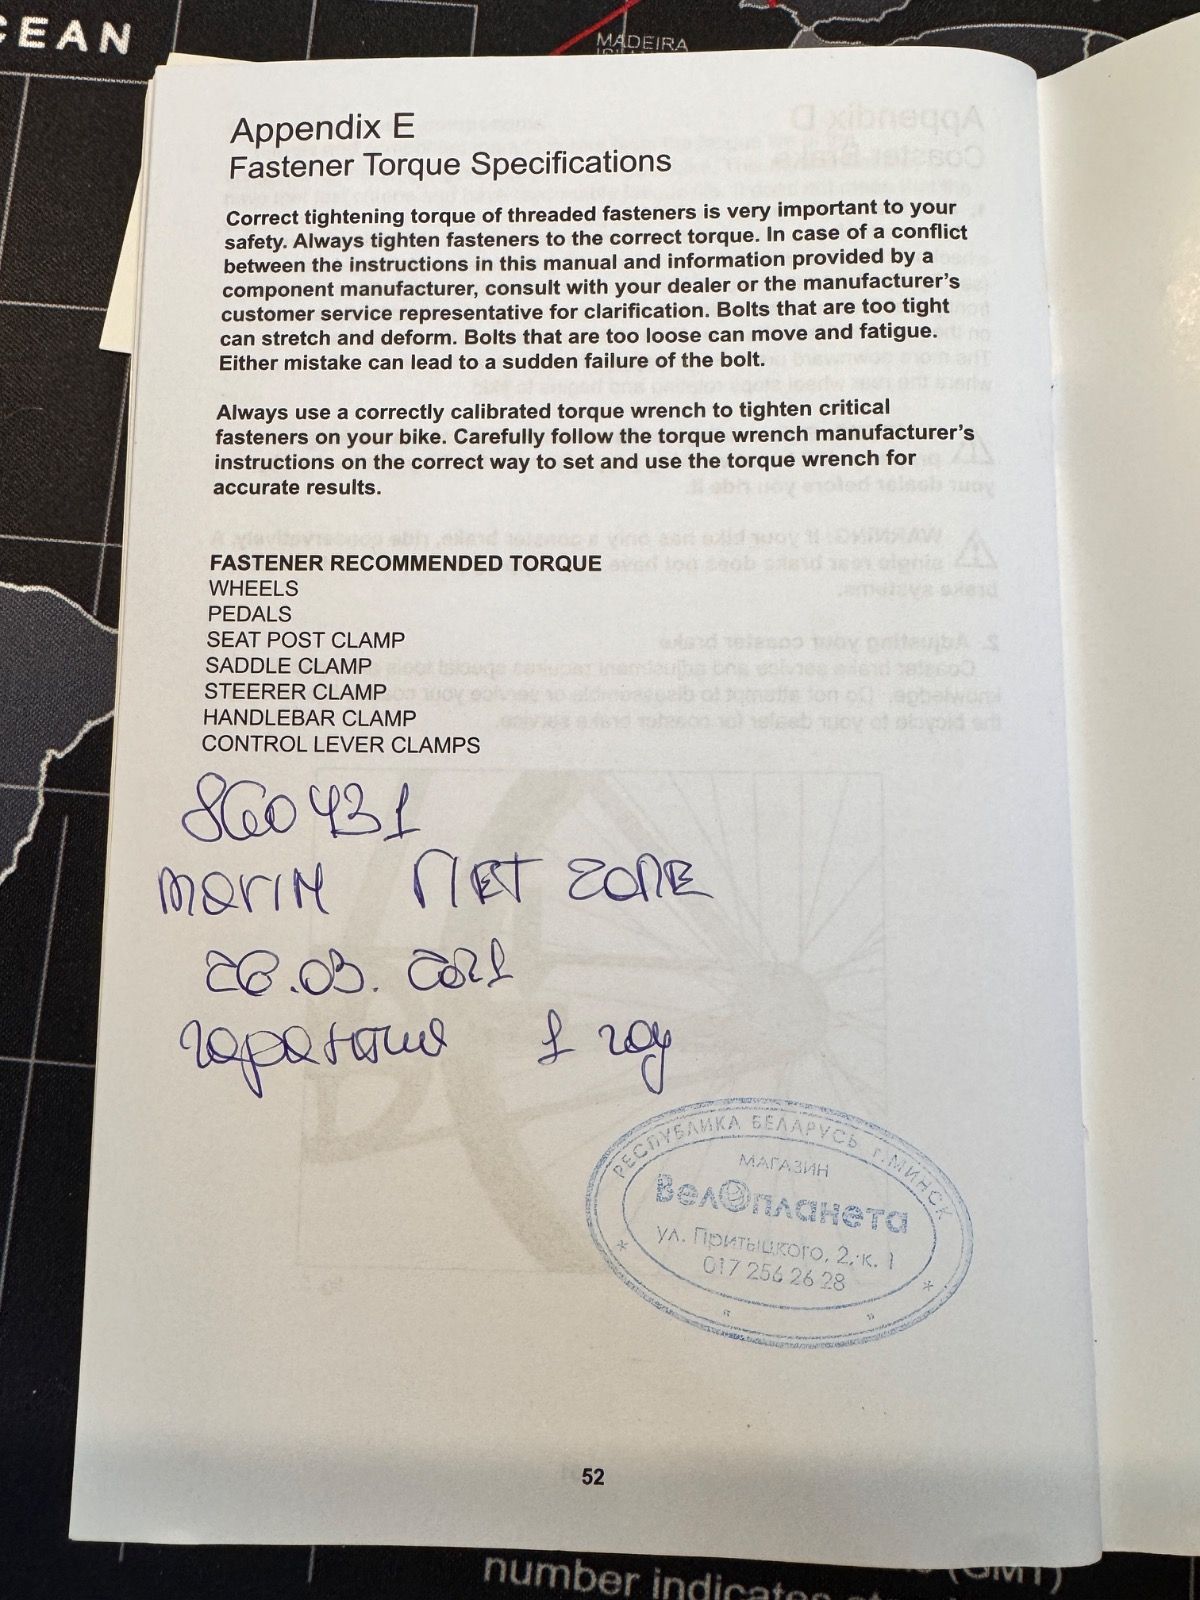 CEAN
MADEIRA
Appendix E
Fastener Torque Specifications
Correct tightening torque of threaded fasteners is very important to your
safety. Always tighten fasteners to the correct torque. In case of a conflict
between the instructions in this manual and information provided by a
component manufacturer, consult with your dealer or the manufacturer's
customer service representative for clarification. Bolts that are too tight
can stretch and deform. Bolts that are too loose can move and fatigue.
Either mistake can lead to a sudden failure of the bolt.
Always use a correctly calibrated torque wrench to tighten critical
fasteners on your bike. Carefully follow the torque wrench manufacturer's
instructions on the correct way to set and use the torque wrench for
accurate results.
FASTENER RECOMMENDED TORQUE
WHEELS
PEDALS
SEAT POST CLAMP
SADDLE CLAMP
STEERER CLAMP
HANDLEBAR CLAMP
CONTROL LEVER CLAMPS
860431
marin
ZONE
26.03.2021
гарантия 1 год
РЕСПУБЛИКА БЕЛАРУСЬ г.МИНСК
МАГАЗИН
ВелОпланета
ул. Притыцкого, 2, к. 1
017 256 26 28
52
number indicates
(GMT)